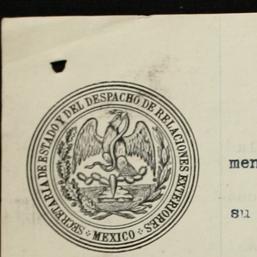 SECRETARIA DE ESTADO Y DEL DESPACHO DE RELACIONES EXTERIORES
MEXICO
men
su